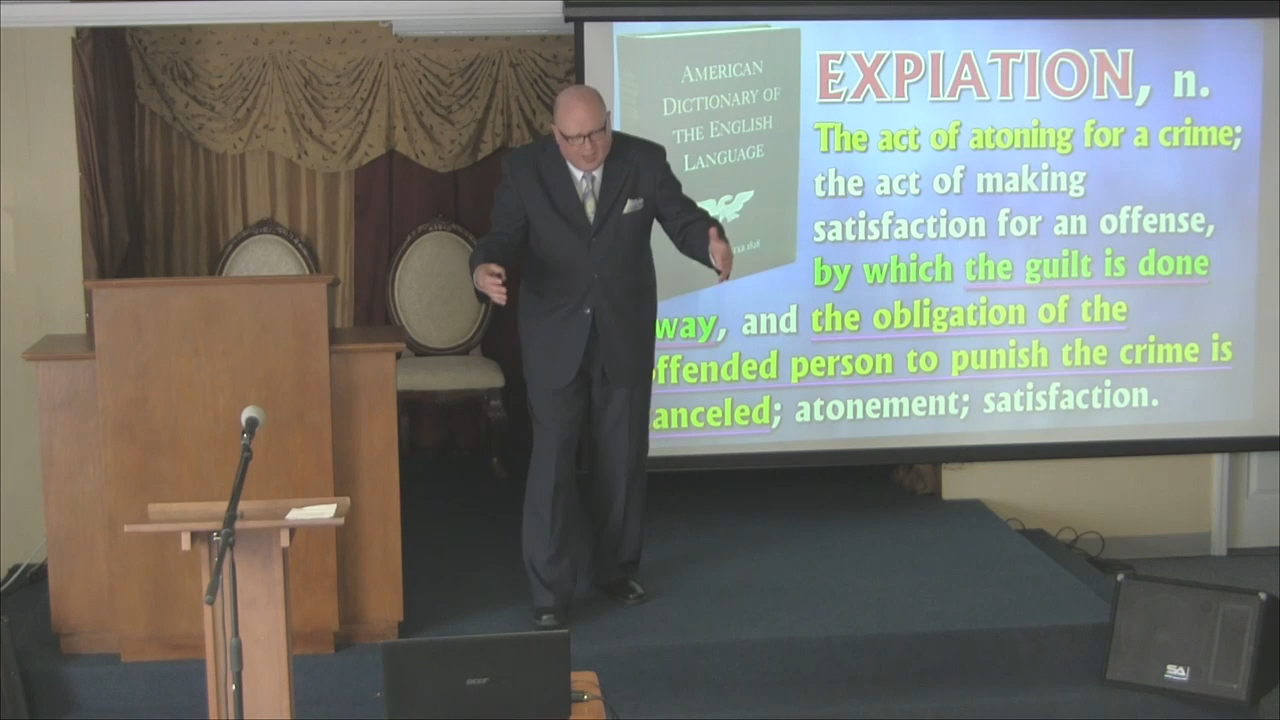 AMERICAN
DICTIONARY OF
THE ENGLISH
LANGUAGE
1828
EXPIATION, n.
The act of atoning for a crime;
the act of making
satisfaction for an offense,
by which the guilt is done
way, and the obligation of the
offended person to punish the crime is
anceled; atonement; satisfaction.
acer
SA